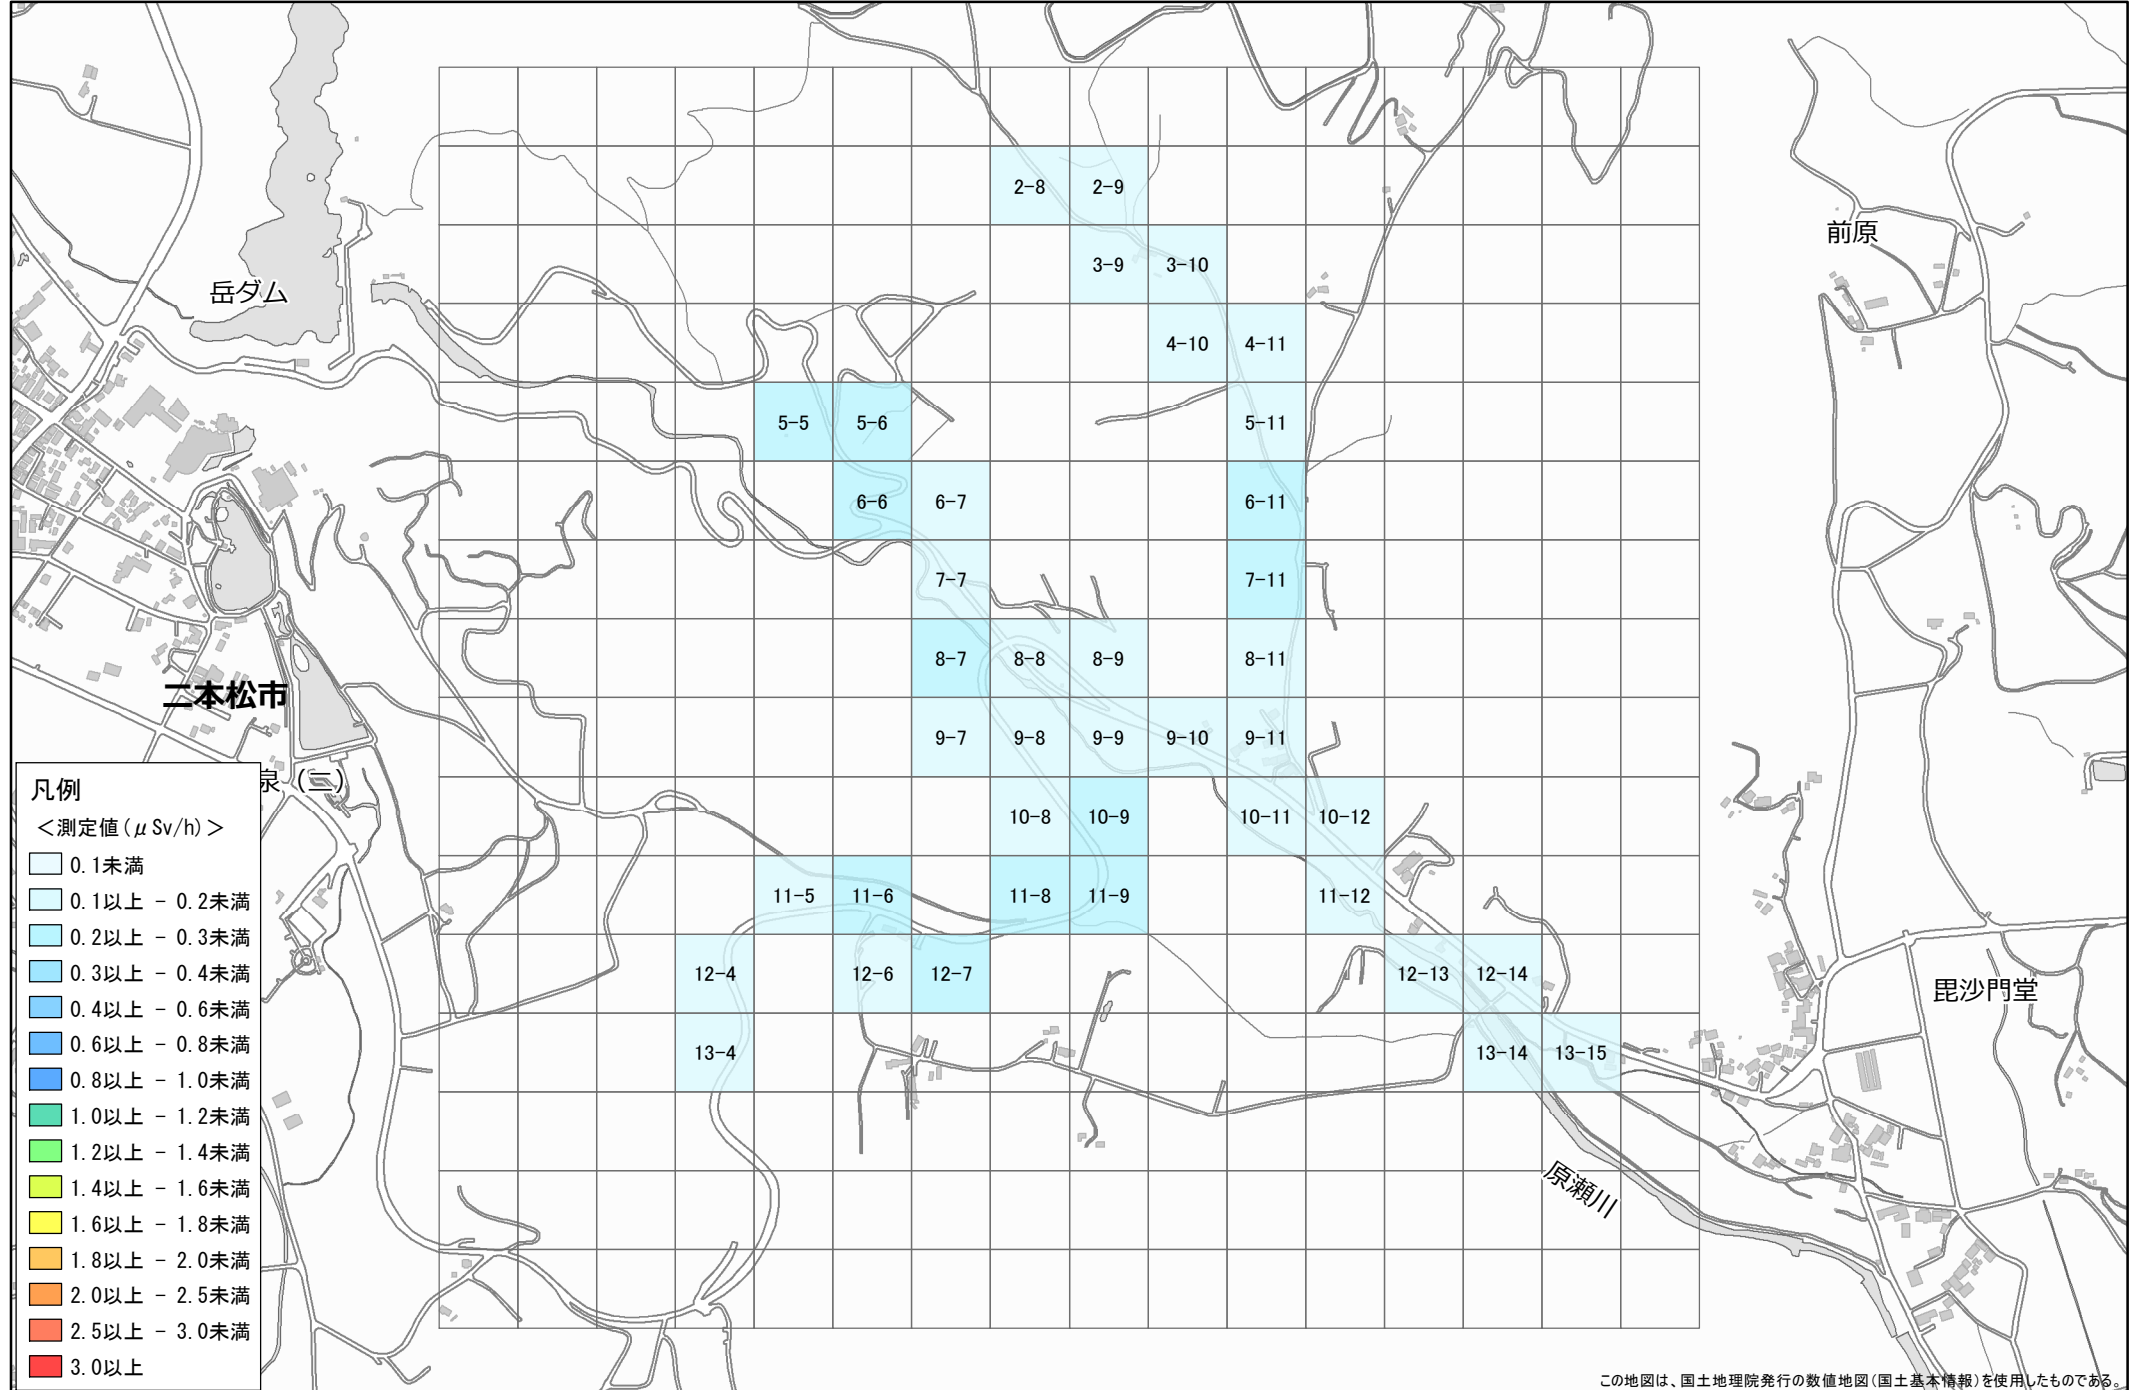 2-8 2-9
前原
3-9 3-10
岳ダム
4-10 4-11
5-5 5-6 5-11
6-6 6-7 6-11
7-7 7-11
8-7 8-8 8-9 8-11
二本松市
9-7 9-8 9-9 9-10 9-11
泉(二)
10-8 10-9 10-11 10-12
11-5 11-6 11-8 11-9 11-12
12-4 12-6 12-7 12-13 12-14
毘沙門堂
13-4 13-14 13-15
原瀬川
凡例
<測定値(μSv/h)>
0.1未満
0.1以上 - 0.2未満
0.2以上 - 0.3未満
0.3以上 - 0.4未満
0.4以上 - 0.6未満
0.6以上 - 0.8未満
0.8以上 - 1.0未満
1.0以上 - 1.2未満
1.2以上 - 1.4未満
1.4以上 - 1.6未満
1.6以上 - 1.8未満
1.8以上 - 2.0未満
2.0以上 - 2.5未満
2.5以上 - 3.0未満
3.0以上
この地図は、国土地理院発行の数値地図(国土基本情報)を使用したものである。